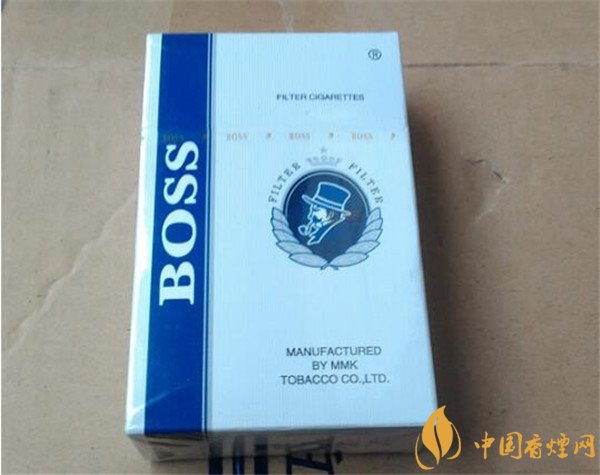 ®
FILTER CIGARETTES
BOSS BOSS BOSS BOSS
BOSS
FILTER FILTER
MANUFACTURED
BY MMK
TOBACCO CO.,LTD.
中国香烟网